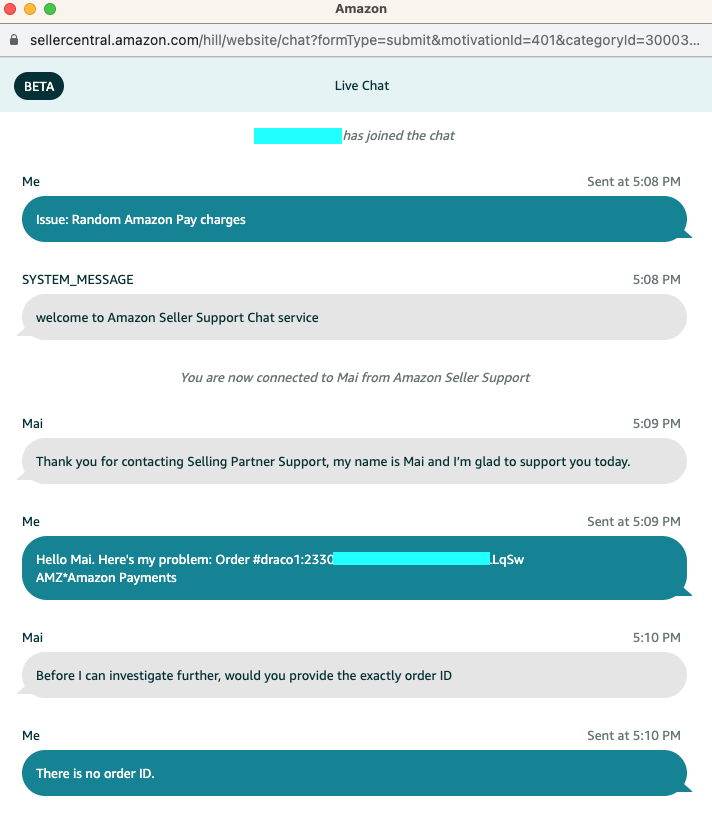 Amazon
sellercentral.amazon.com/hill/website/chat?formType=submit&motivationId=401&categoryId=30003...
BETA
Live Chat
has joined the chat
Me
Sent at 5:08 PM
Issue: Random Amazon Pay charges
SYSTEM_MESSAGE
5:08 PM
welcome to Amazon Seller Support Chat service
You are now connected to Mai from Amazon Seller Support
Mai
5:09 PM
Thank you for contacting Selling Partner Support, my name is Mai and I’m glad to support you today.
Me
Sent at 5:09 PM
Hello Mai. Here's my problem: Order #draco1:2330 LqSw
AMZ*Amazon Payments
Mai
5:10 PM
Before I can investigate further, would you provide the exactly order ID
Me
Sent at 5:10 PM
There is no order ID.